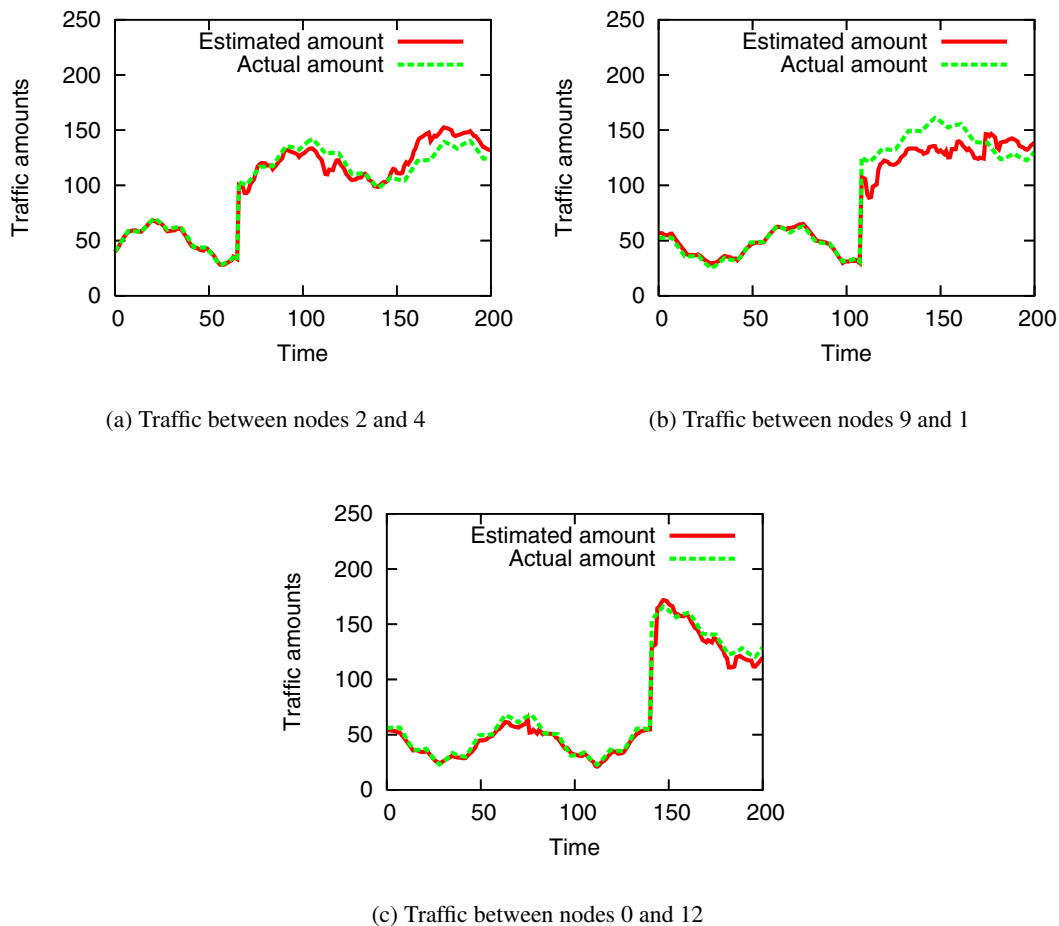 250
200
150
100
50
0
Traffic amounts
Estimated amount
Actual amount
0 50 100 150 200
Time
(a) Traffic between nodes 2 and 4
250
200
150
100
50
0
Traffic amounts
Estimated amount
Actual amount
0 50 100 150 200
Time
(b) Traffic between nodes 9 and 1
250
200
150
100
50
0
Traffic amounts
Estimated amount
Actual amount
0 50 100 150 200
Time
(c) Traffic between nodes 0 and 12